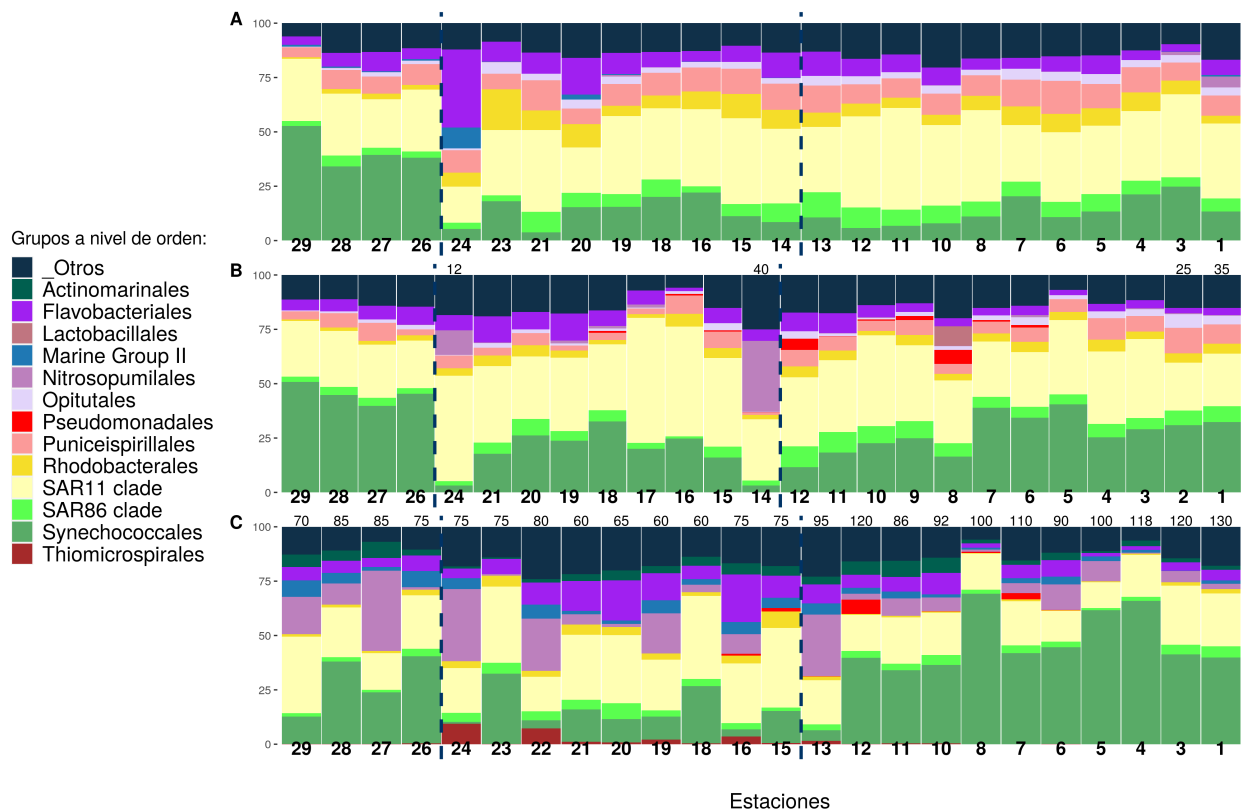 A
100
75
50
25
0
29 28 27 26 24 23 21 20 19 18 16 15 14 13 12 11 10 8 7 6 5 4 3 1
Grupos a nivel de orden:
_Otros
Actinomarinales
Flavobacteriales
Lactobacillales
Marine Group II
Nitrosopumilales
Opitutales
Pseudomonadales
Puniceispirillales
Rhodobacterales
SAR11 clade
SAR86 clade
Synechococcales
Thiomicrospirales
B
12 40 25 35
100
75
50
25
0
29 28 27 26 24 21 20 19 18 17 16 15 14 12 11 10 9 8 7 6 5 4 3 2 1
C
70 85 85 75 75 75 80 60 65 60 60 75 75 95 120 86 92 100 110 90 100 118 120 130
100
75
50
25
0
29 28 27 26 24 23 22 21 20 19 18 16 15 13 12 11 10 8 7 6 5 4 3 1
Estaciones